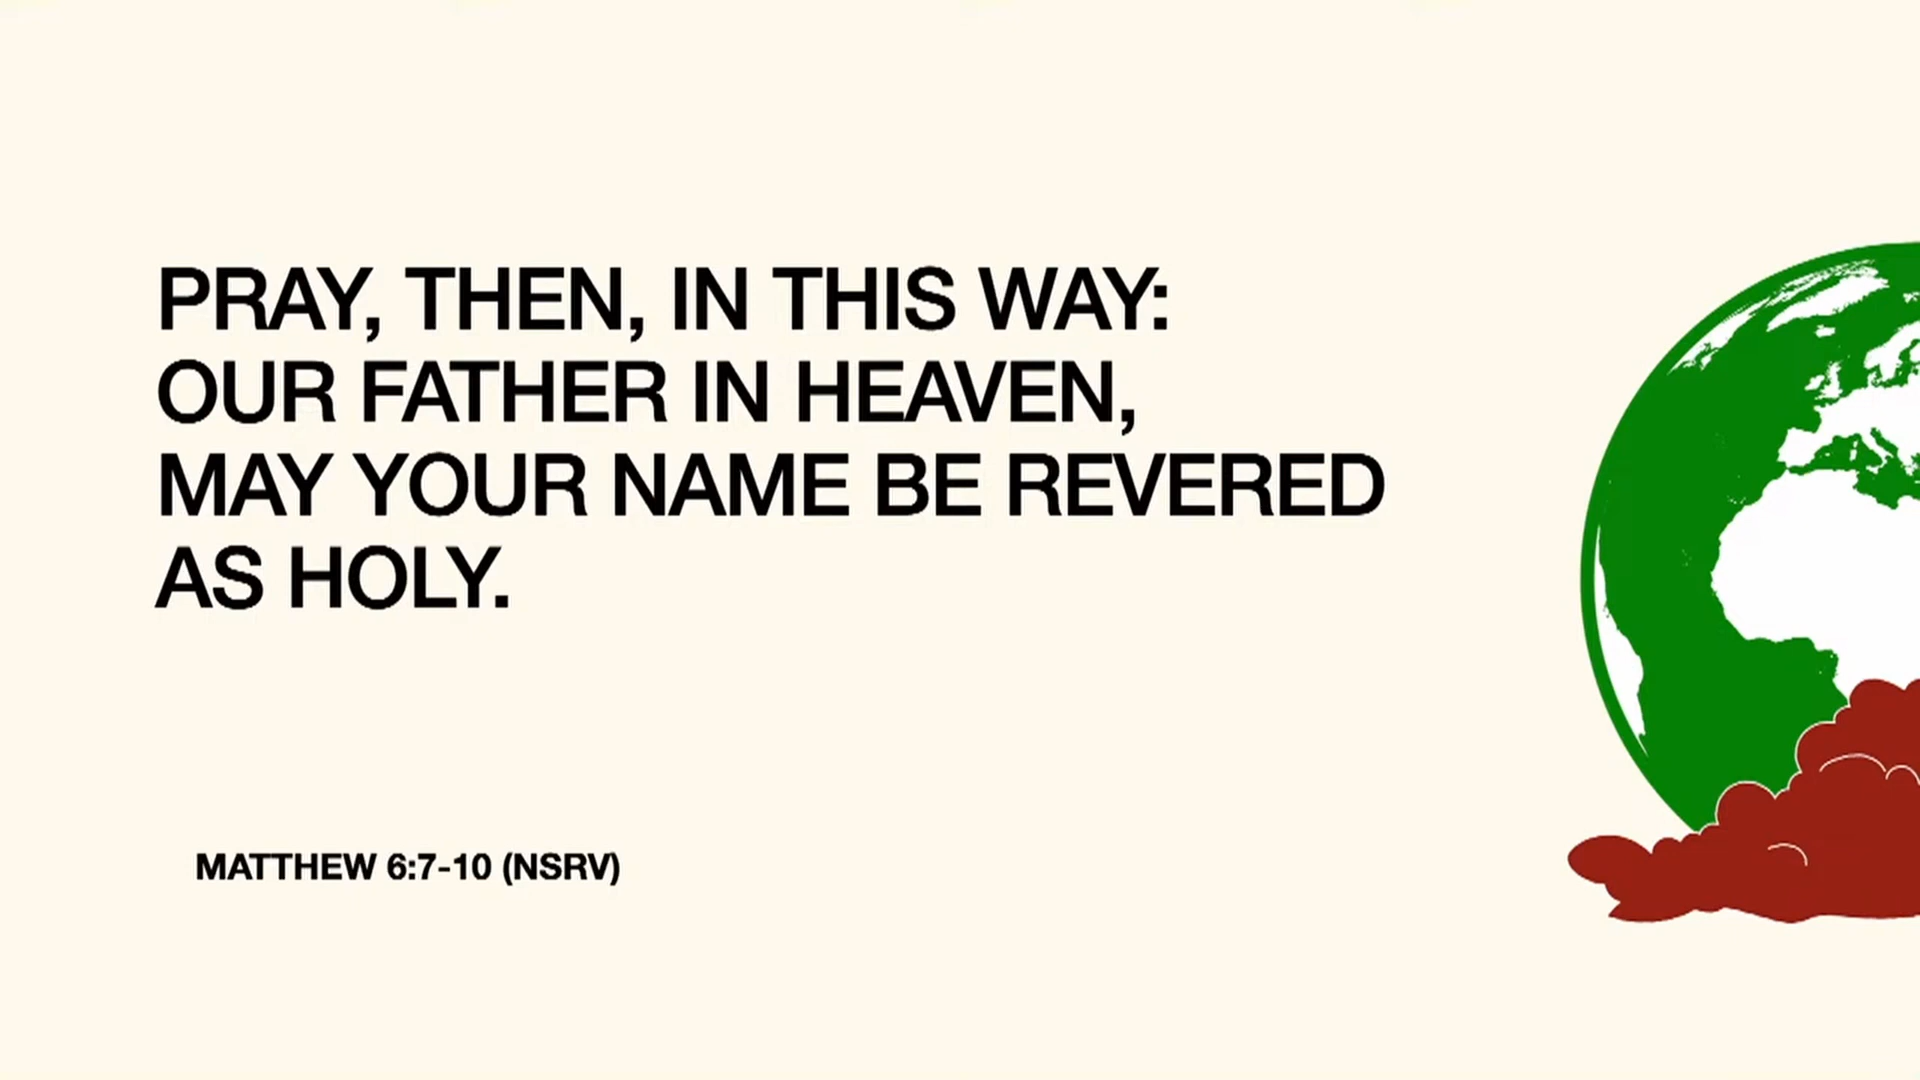 PRAY, THEN, IN THIS WAY:
OUR FATHER IN HEAVEN,
MAY YOUR NAME BE REVERED
AS HOLY.
MATTHEW 6:7-10 (NSRV)